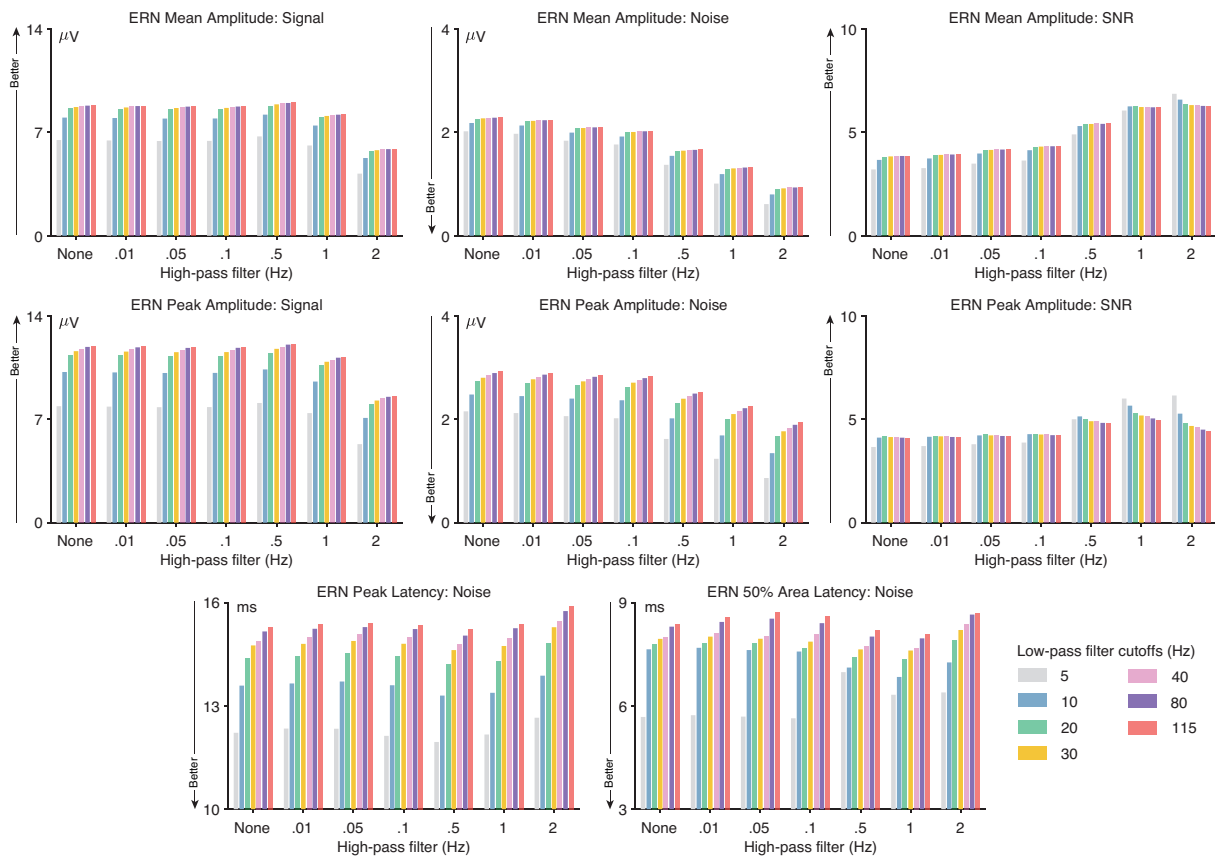 ERN Mean Amplitude: Signal
14
μV
Better
7
0
None .01 .05 .1 .5 1 2
High-pass filter (Hz)
ERN Mean Amplitude: Noise
4
μV
2
Better
0
None .01 .05 .1 .5 1 2
High-pass filter (Hz)
ERN Mean Amplitude: SNR
10
Better
5
0
None .01 .05 .1 .5 1 2
High-pass filter (Hz)
ERN Peak Amplitude: Signal
14
μV
Better
7
0
None .01 .05 .1 .5 1 2
High-pass filter (Hz)
ERN Peak Amplitude: Noise
4
μV
2
Better
0
None .01 .05 .1 .5 1 2
High-pass filter (Hz)
ERN Peak Amplitude: SNR
10
Better
5
0
None .01 .05 .1 .5 1 2
High-pass filter (Hz)
ERN Peak Latency: Noise
16
ms
13
Better
10
None .01 .05 .1 .5 1 2
High-pass filter (Hz)
ERN 50% Area Latency: Noise
9
ms
6
Better
3
None .01 .05 .1 .5 1 2
High-pass filter (Hz)
Low-pass filter cutoffs (Hz)
5 40
10 80
20 115
30